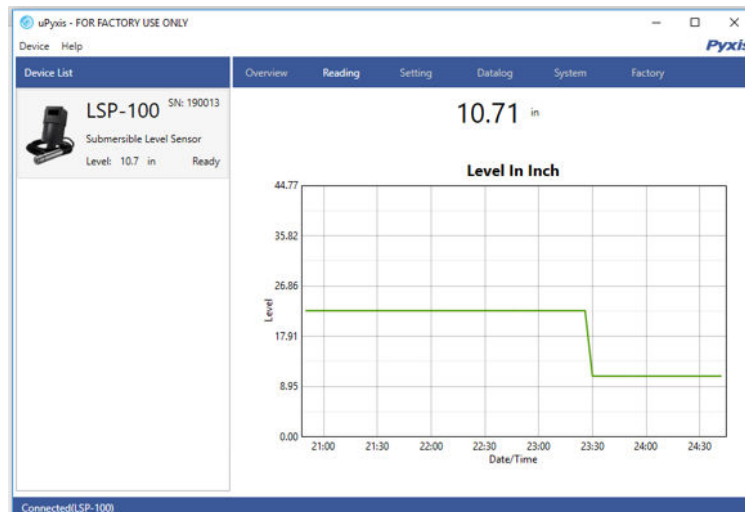 uPyxis - FOR FACTORY USE ONLY
Device Help
Pyxis
Device List
Overview Reading Setting Datalog System Factory
LSP-100 SN: 190013
Submersible Level Sensor
Level: 10.7 in Ready
10.71 in
Level In Inch
44.77
35.82
26.86
17.91
8.95
0.00
Level
21:00 21:30 22:00 22:30 23:00 23:30 24:00 24:30
Date/Time
Connected(LSP-100)